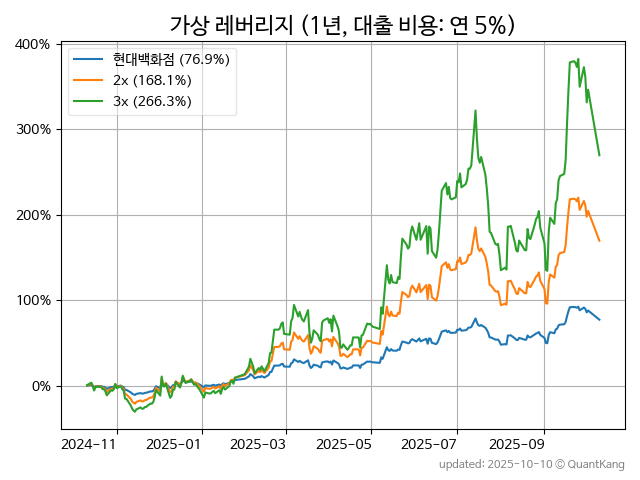 가상 레버리지 (1년, 대출 비용: 연 5%)
현대백화점 (76.9%)
2x (168.1%)
3x (266.3%)
400%
300%
200%
100%
0%
2024-11 2025-01 2025-03 2025-05 2025-07 2025-09
updated: 2025-10-10 © QuantKang